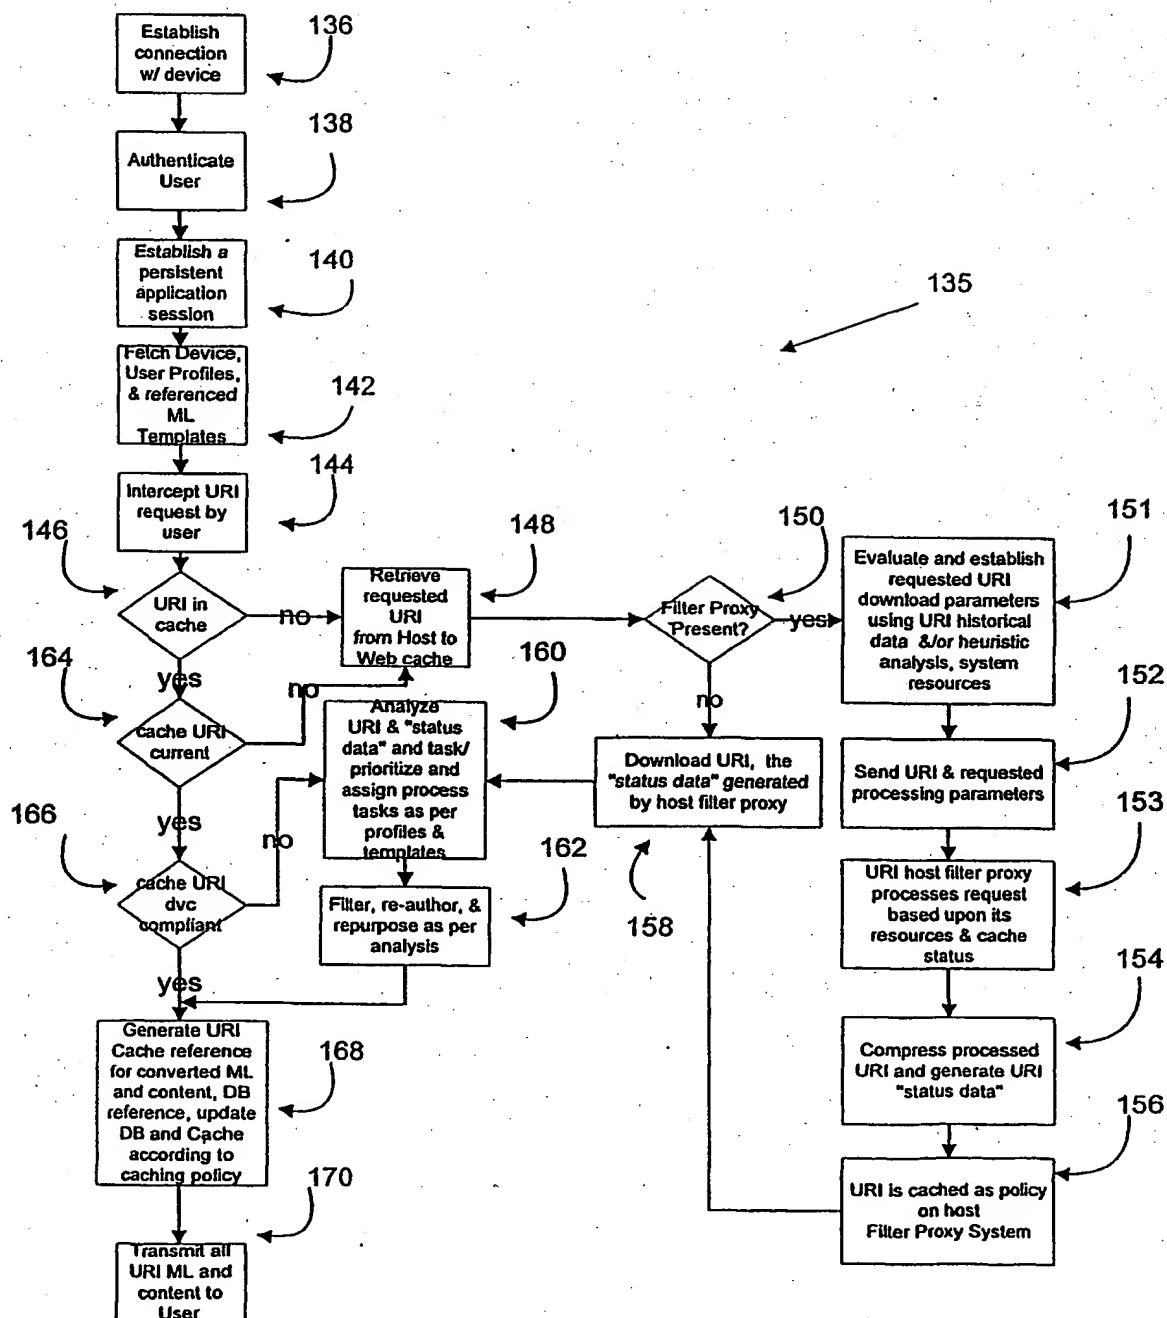 Establish
connection
w/ device
136
138
Authenticate
User
Establish a
persistent
application
session
140
135
Fetch Device,
User Profiles,
& referenced
ML
Templates
142
144
Intercept URI
request by
user
146
URI in
cache
no
148
Retrieve
requested
URI
from Host to
Web cache
150
Filter Proxy
Present?
yes
no
151
Evaluate and establish
requested URI
download parameters
using URI historical
data &/or heuristic
analysis, system
resources
164
yes
cache URI
current
no
160
Analyze
URI & "status
data" and task/
prioritize and
assign process
tasks as per
profiles &
templates
Download URI, the
"status data" generated
by host filter proxy
158
152
Send URI & requested
processing parameters
166
yes
cache URI
dvc
compliant
no
162
Filter, re-author, &
repurpose as per
analysis
153
URI host filter proxy
processes request
based upon its
resources & cache
status
yes
154
Compress processed
URI and generate URI
"status data"
Generate URI
Cache reference
for converted ML
and content, DB
reference, update
DB and Cache
according to
caching policy
168
156
URI is cached as policy
on host
Filter Proxy System
170
Transmit all
URI ML and
content to
User